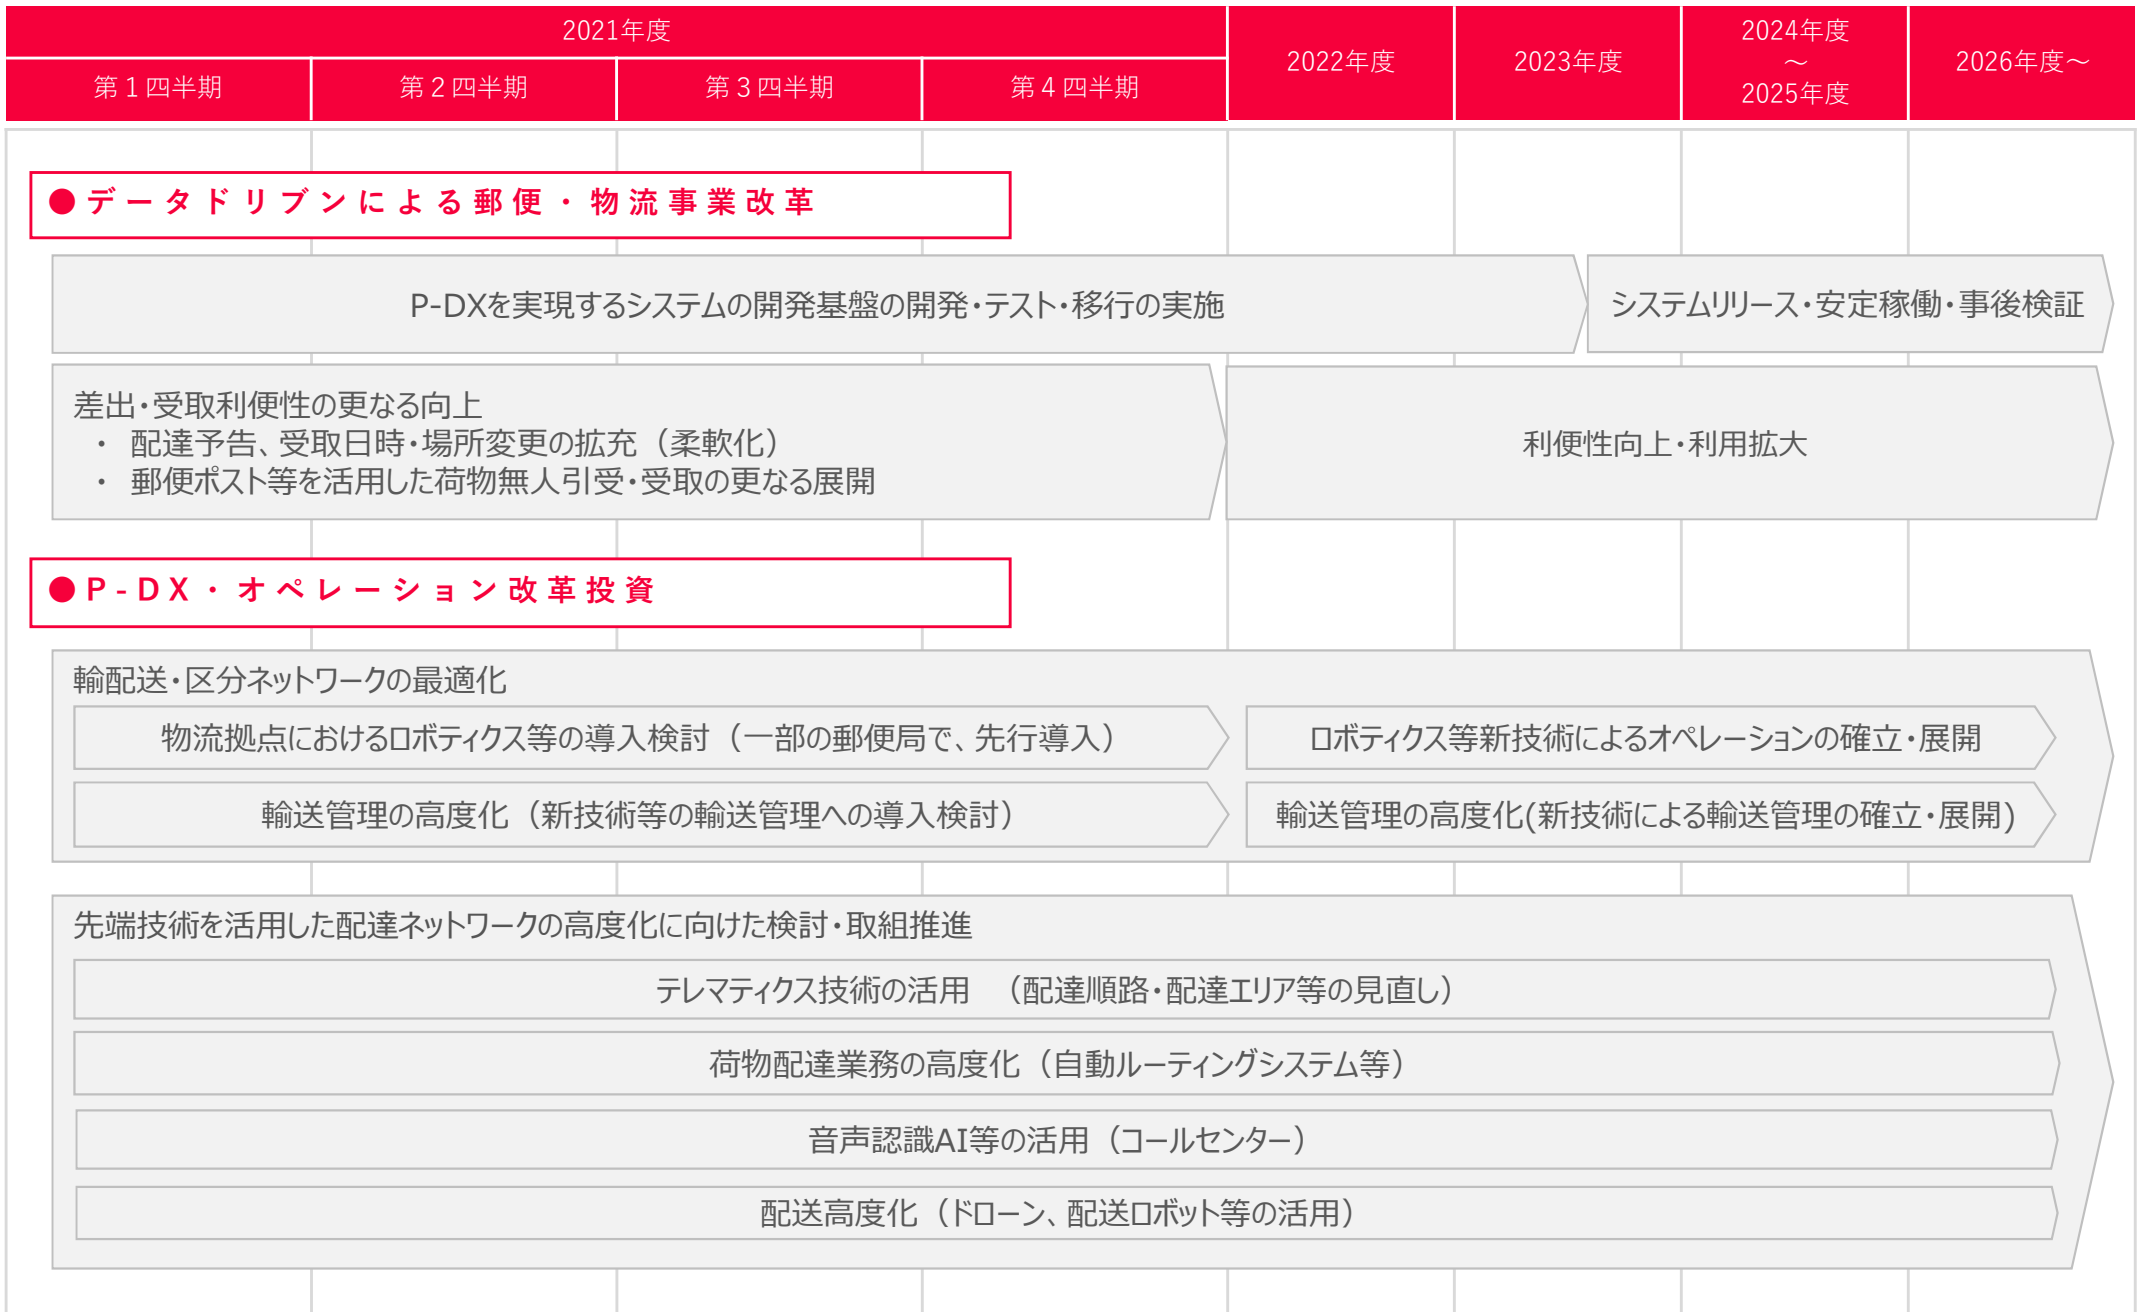 2021年度
第１四半期
第２四半期
第３四半期
第４四半期
2022年度
2023年度
2024年度
～
2025年度
2026年度～
●データドリブンによる郵便・物流事業改革
P-DXを実現するシステムの開発基盤の開発・テスト・移行の実施
システムリリース・安定稼働・事後検証
差出・受取利便性の更なる向上
・ 配達予告、受取日時・場所変更の拡充（柔軟化）
・ 郵便ポスト等を活用した荷物無人引受・受取の更なる展開
利便性向上・利用拡大
●P-DX・オペレーション改革投資
輸配送・区分ネットワークの最適化
物流拠点におけるロボティクス等の導入検討（一部の郵便局で、先行導入）
ロボティクス等新技術によるオペレーションの確立・展開
輸送管理の高度化（新技術等の輸送管理への導入検討）
輸送管理の高度化(新技術による輸送管理の確立・展開)
先端技術を活用した配達ネットワークの高度化に向けた検討・取組推進
テレマティクス技術の活用　（配達順路・配達エリア等の見直し）
荷物配達業務の高度化（自動ルーティングシステム等）
音声認識AI等の活用（コールセンター）
配送高度化（ドローン、配送ロボット等の活用）